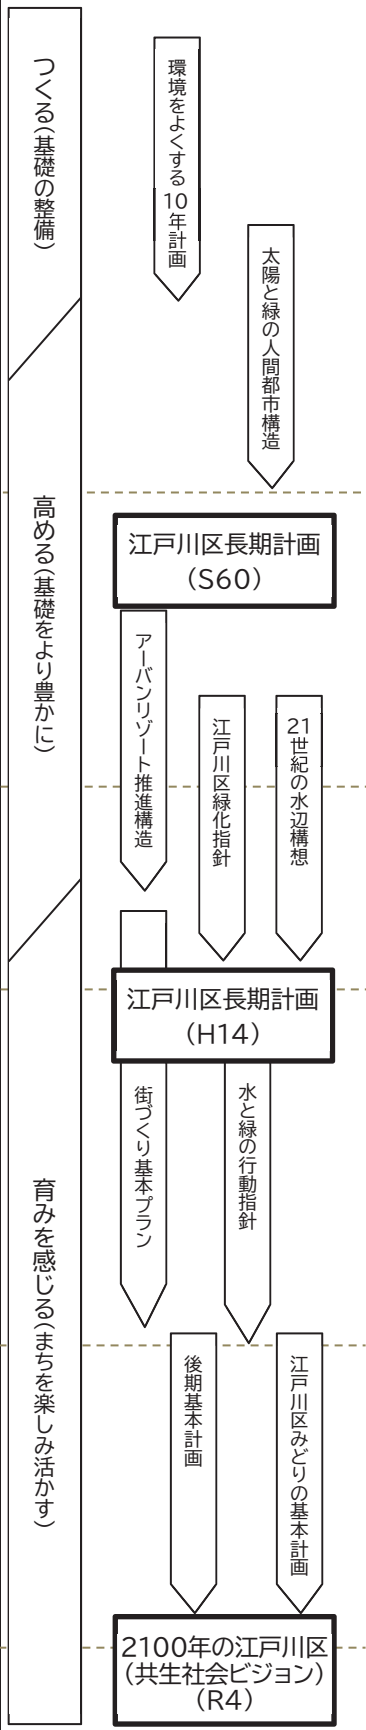 つくる（基礎の整備）
環境をよくする10年計画
太陽と緑の人間都市構造
高める（基礎をより豊かに）
江戸川区長期計画
（S60）
アーバンリゾート推進構造
江戸川区緑化指針
21世紀の水辺構想
江戸川区長期計画
（H14）
街づくり基本プラン
水と緑の行動指針
育みを感じる（まちを楽しみ活かす）
後期基本計画
江戸川区みどりの基本計画
2100年の江戸川区
（共生社会ビジョン）
（R4）